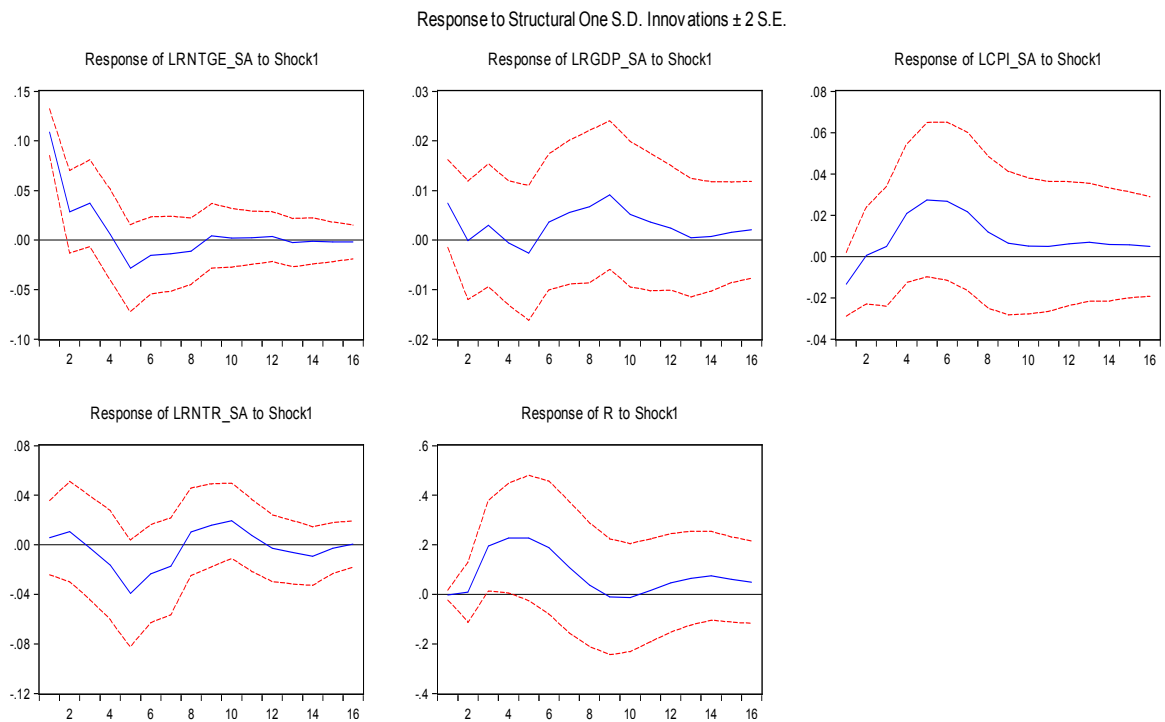 Response to Structural One S.D. Innovations ± 2 S.E.
Response of LRNTGE_SA to Shock1
.15
.10
.05
.00
-.05
-.10
2 4 6 8 10 12 14 16
Response of LRGDP_SA to Shock1
.03
.02
.01
.00
-.01
-.02
2 4 6 8 10 12 14 16
Response of LCPI_SA to Shock1
.08
.06
.04
.02
.00
-.02
-.04
2 4 6 8 10 12 14 16
Response of LRNTR_SA to Shock1
.08
.04
.00
-.04
-.08
-.12
2 4 6 8 10 12 14 16
Response of R to Shock1
.6
.4
.2
.0
-.2
-.4
2 4 6 8 10 12 14 16